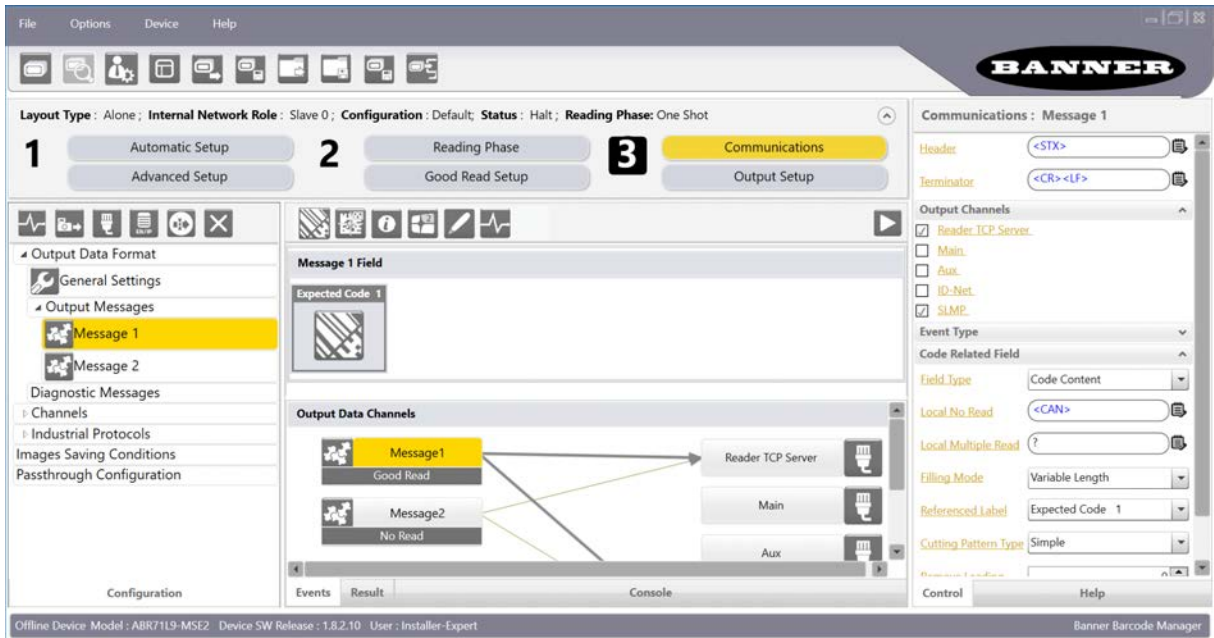 File Options Device Help
BANNER
Layout Type : Alone ; Internal Network Role : Slave 0 ; Configuration : Default; Status : Halt ; Reading Phase: One Shot
1 Automatic Setup 2 Reading Phase 3 Communications
Advanced Setup Good Read Setup Output Setup
Output Data Format
General Settings
Output Messages
Message 1
Message 2
Diagnostic Messages
Channels
Industrial Protocols
Images Saving Conditions
Passthrough Configuration
Configuration
Message 1 Field
Expected Code 1
Output Data Channels
Message1
Good Read
Message2
No Read
Reader TCP Server
Main
Aux
Events Result Console
Communications : Message 1
Header <STX>
Terminator <CR><LF>
Output Channels
Reader TCP Server
Main
Aux
ID-Net
SLMP
Event Type
Code Related Field
Field Type Code Content
Local No Read <CAN>
Local Multiple Read ?
Filling Mode Variable Length
Referenced Label Expected Code 1
Cutting Pattern Type Simple
Control Help
Offline Device Model : ABR71L9-MSE2 Device SW Release : 1.8.2.10 User : Installer-Expert
Banner Barcode Manager